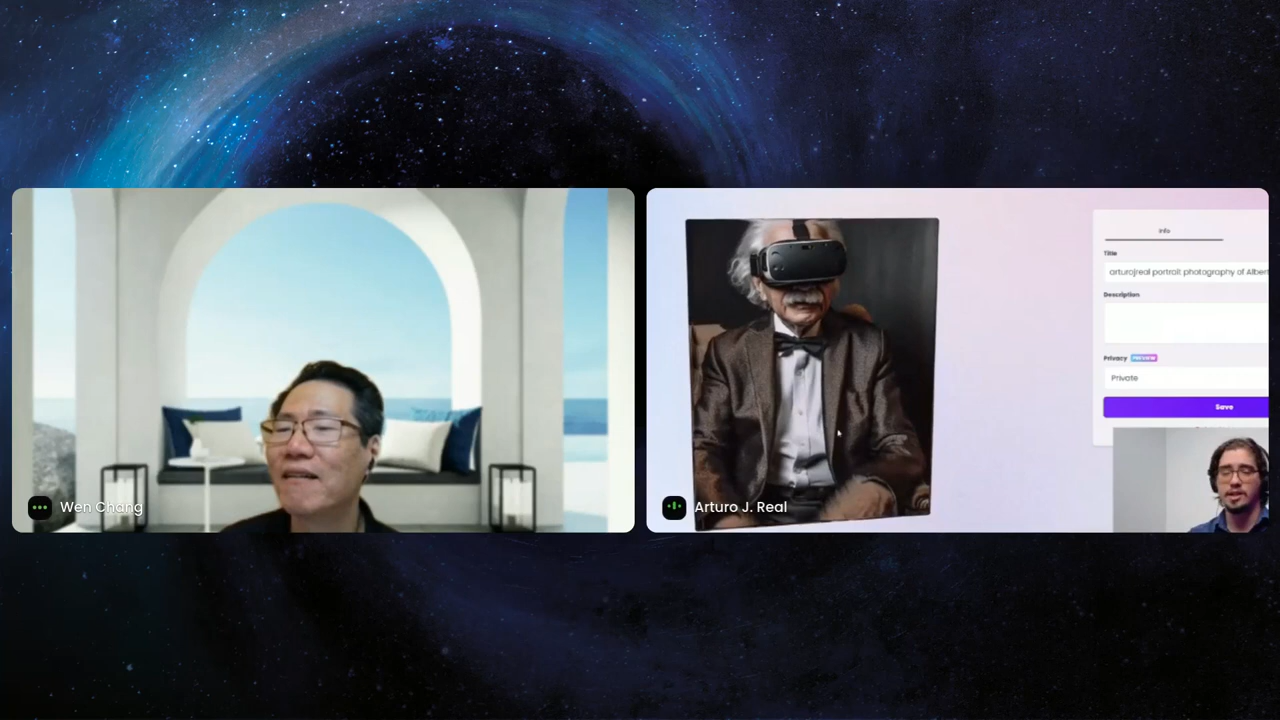 Wen Chang
Info
Title
arturojreal portrait photography of Albert
Description
Privacy PREVIEW
Private
Save
Arturo J. Real